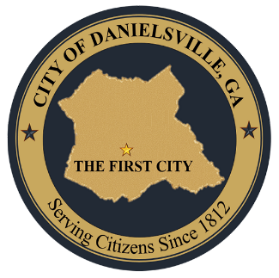 CITY OF DANIELSVILLE, GA
THE FIRST CITY
Serving Citizens Since 1812